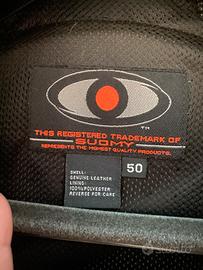 TM
THIS REGISTERED TRADEMARK OF
SUOMY
REPRESENTS THE HIGHEST QUALITY PRODUCTS.
SHELL:
GENUINE LEATHER
LINING:
100%POLYESTER
REVERSE FOR CARE
50